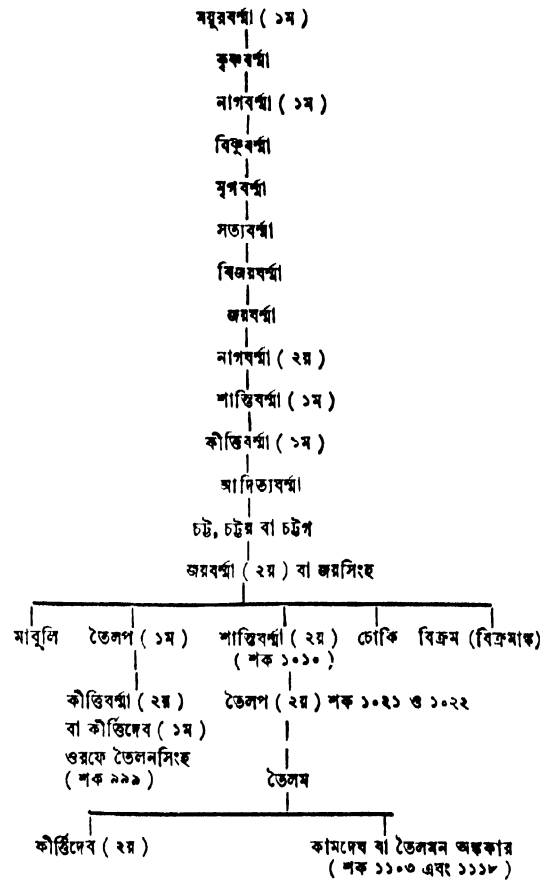 ময়ূরবর্ম্মা ( ১ম )
কৃষ্ণবর্ম্মা
নাগবর্ম্মা ( ১ম )
বিষ্ণুবর্ম্মা
মৃগবর্ম্মা
সত্যবর্ম্মা
বিজয়বর্ম্মা
জয়বর্ম্মা
নাগবর্ম্মা ( ২য় )
শান্তিবর্ম্মা ( ১ম )
কীর্ত্তিবর্ম্মা ( ১ম )
আদিত্যবর্ম্মা
চট্ট, চট্টয় বা চট্টগ
জয়বর্ম্মা ( ২য় ) বা জয়সিংহ
মাবুলি তৈলপ ( ১ম ) শান্তিবর্ম্মা ( ২য় ) চোকি বিক্রম (বিক্রমাঙ্ক)
( শক ১০১০ )
কীর্ত্তিবর্ম্মা ( ২য় ) তৈলপ ( ২য় ) শক ১০২১ ও ১০২২
বা কীর্ত্তিদেব ( ১ম )
ওরফে তৈলনসিংহ
( শক ৯৯৯ ) তৈলম
কীর্ত্তিদেব ( ২য় ) কামদেব বা তৈলমন অঙ্ককার
( শক ১১০৩ এবং ১১১৮ )